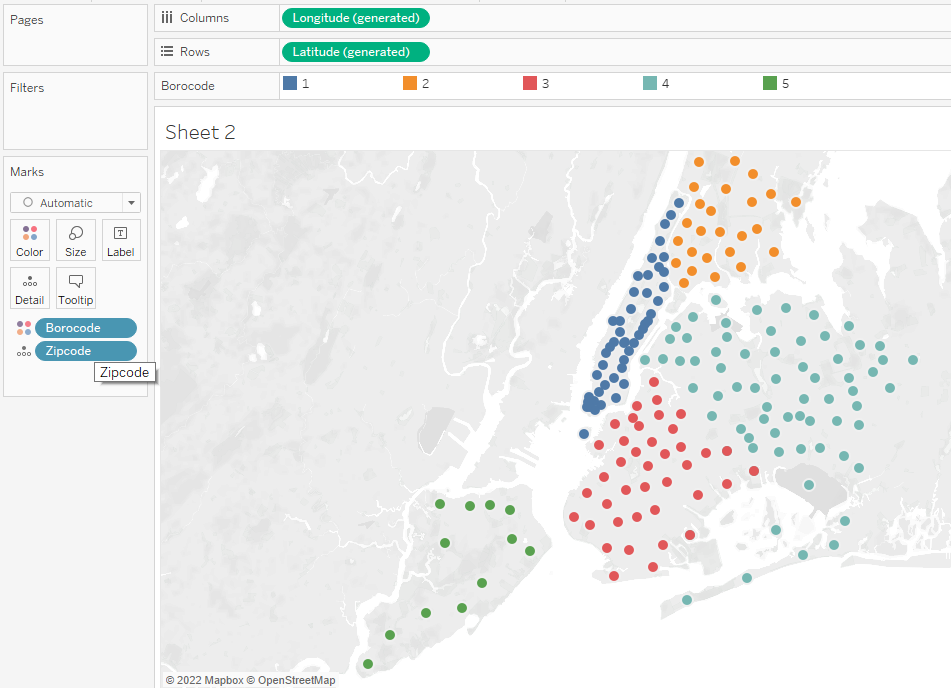 Pages
Columns
Longitude (generated)
Rows
Latitude (generated)
Filters
Borocode
1
2
3
4
5
Sheet 2
Marks
Automatic
Color
Size
Label
Detail
Tooltip
Borocode
Zipcode
Zipcode
© 2022 Mapbox © OpenStreetMap